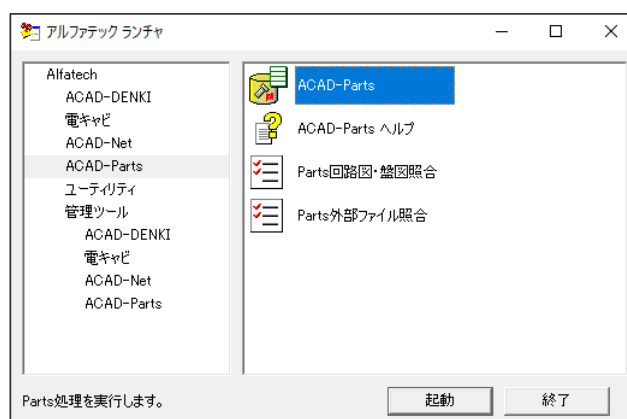 アルファテック ランチャ
Alfatech
ACAD-DENKI
電キャビ
ACAD-Net
ACAD-Parts
ユーティリティ
管理ツール
ACAD-DENKI
電キャビ
ACAD-Net
ACAD-Parts
ACAD-Parts
ACAD-Parts ヘルプ
Parts回路図・盤図照合
Parts外部ファイル照合
Parts処理を実行します。
起動
終了